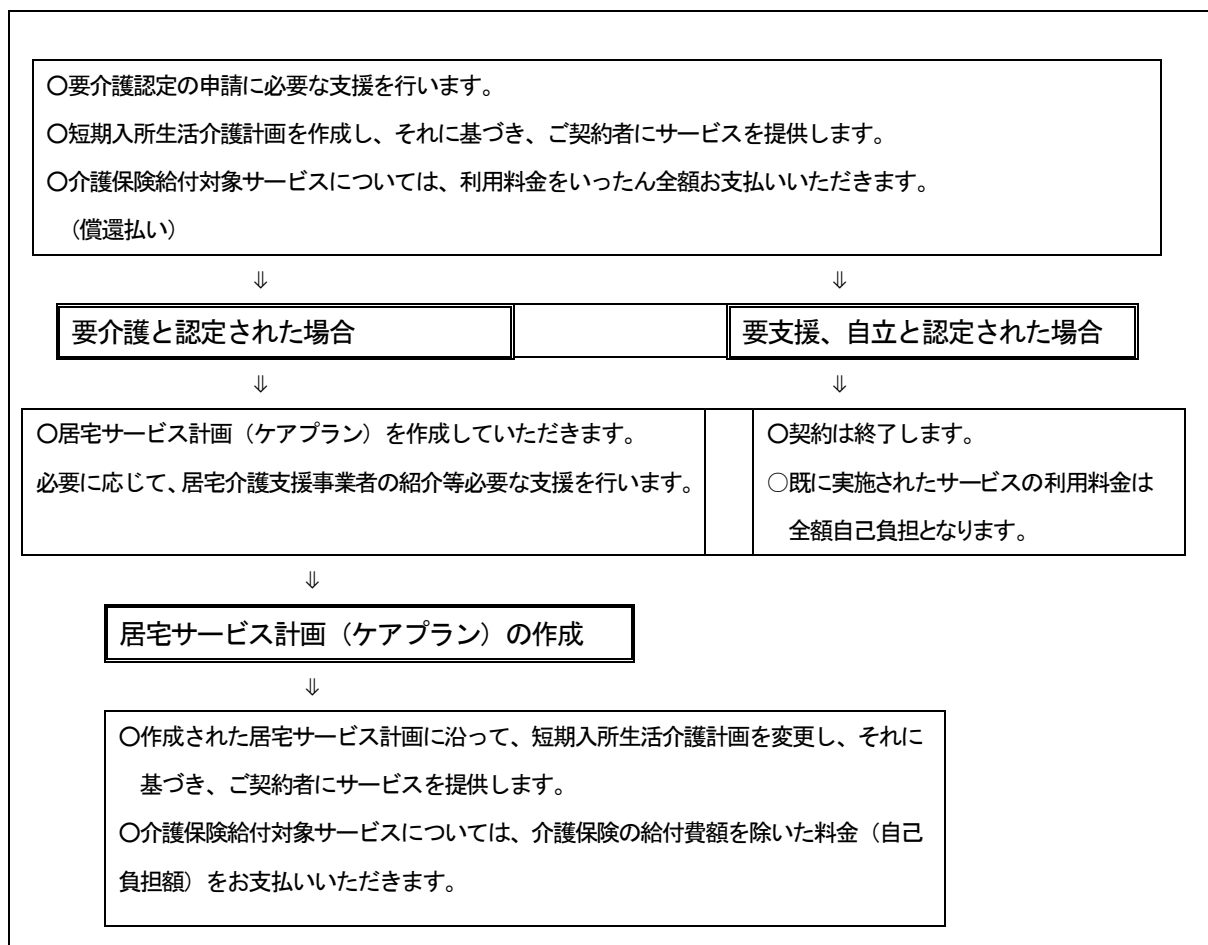 ○要介護認定の申請に必要な支援を行います。
○短期入所生活介護計画を作成し、それに基づき、ご契約者にサービスを提供します。
○介護保険給付対象サービスについては、利用料金をいったん全額お支払いいただきます。
（償還払い）
⇓ ⇓
要介護と認定された場合 要支援、自立と認定された場合
⇓ ⇓
○居宅サービス計画（ケアプラン）を作成していただきます。
必要に応じて、居宅介護支援事業者の紹介等必要な支援を行います。
○契約は終了します。
○既に実施されたサービスの利用料金は
全額自己負担となります。
⇓
居宅サービス計画（ケアプラン）の作成
⇓
○作成された居宅サービス計画に沿って、短期入所生活介護計画を変更し、それに
基づき、ご契約者にサービスを提供します。
○介護保険給付対象サービスについては、介護保険の給付費額を除いた料金（自己
負担額）をお支払いいただきます。